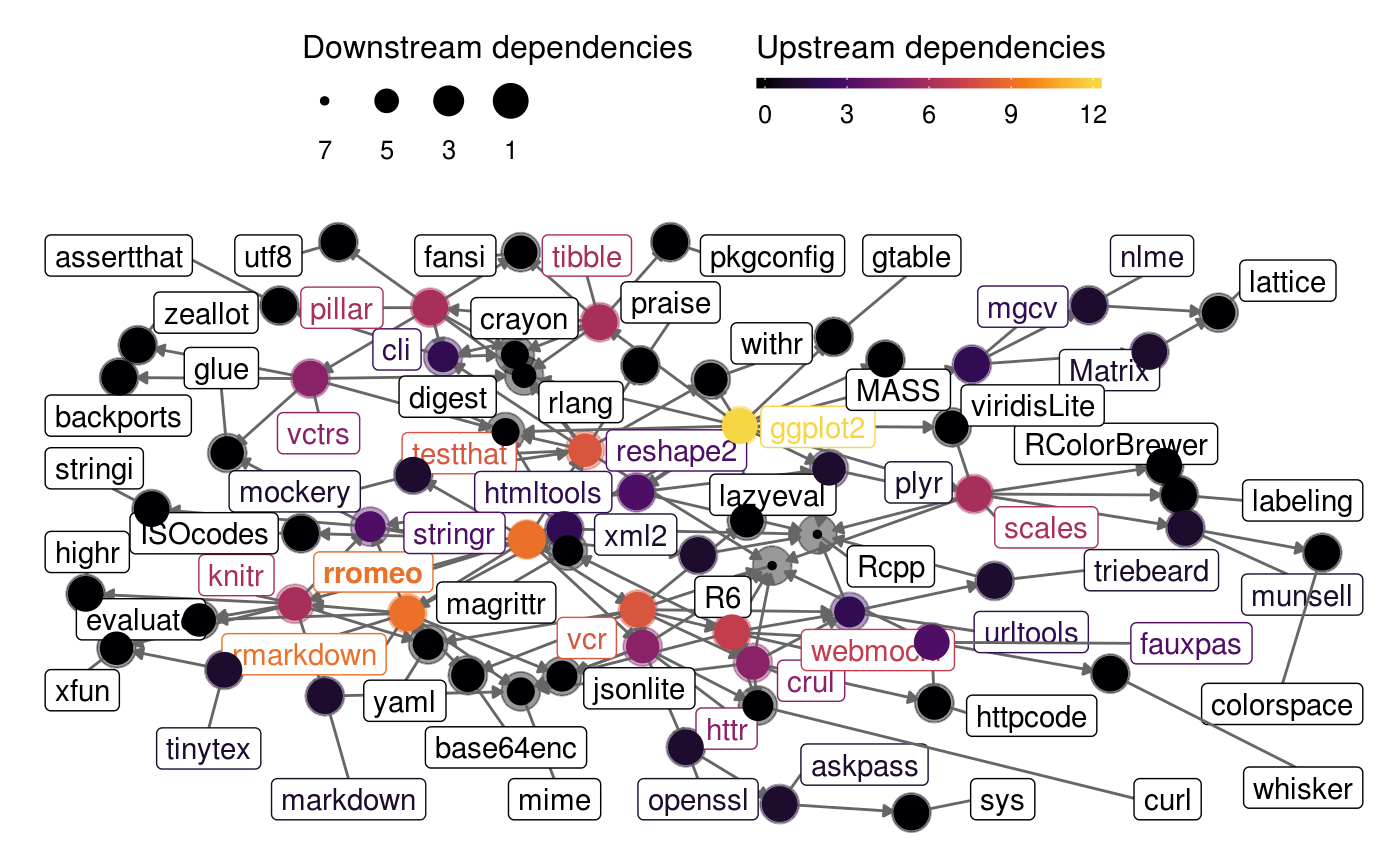 Downstream dependencies
7 5 3 1
Upstream dependencies
0 3 6 9 12
assertthat
utf8
fansi
tibble
pkgconfig
gtable
nlme
lattice
zeallot
pillar
crayon
praise
mgcv
cli
withr
glue
Matrix
digest
rlang
MASS
viridisLite
backports
vctrs
ggplot2
RColorBrewer
testthat
reshape2
stringi
mockery
htmltools
lazyeval
plyr
labeling
ISOcodes
stringr
xml2
scales
highr
knitr
rromeo
Rcpp
triebeard
magrittr
R6
munsell
evaluate
rmarkdown
vcr
webmockr
urltools
fauxpas
xfun
yaml
jsonlite
crul
colorspace
tinytex
base64enc
httr
httpcode
askpass
whisker
markdown
mime
openssl
sys
curl